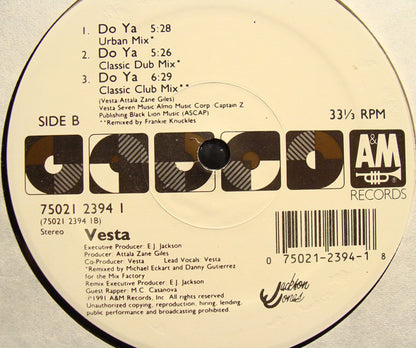 1. Do Ya 5:28
Urban Mix*
2. Do Ya 5:26
Classic Dub Mix*
3. Do Ya 6:29
Classic Club Mix**
(Vesta Attala Zane Giles)
Vesta Seven Music Almo Music Corp Captain Z
Publishing Black Lion Music (ASCAP)
**Remixed by Frankie Knuckles
SIDE B
33⅓ RPM
A&M
RECORDS
75021 2394 1
(75021 2394 1B)
Stereo
Vesta
Executive Producer: E.J. Jackson
Producer: Attala Zane Giles
Co-Producer: Vesta Lead Vocals: Vesta
*Remixed by Michael Eckart and Danny Gutierrez
for the Mix Factory
Remix Executive Producer: E.J. Jackson
Guest Rapper: M.C. Casanova
℗1991 A&M Records, Inc. All rights reserved.
Unauthorized reproduction, hiring, lending,
public performance and broadcasting prohibited.
0 75021-2394-1 8
Jackson
Jones